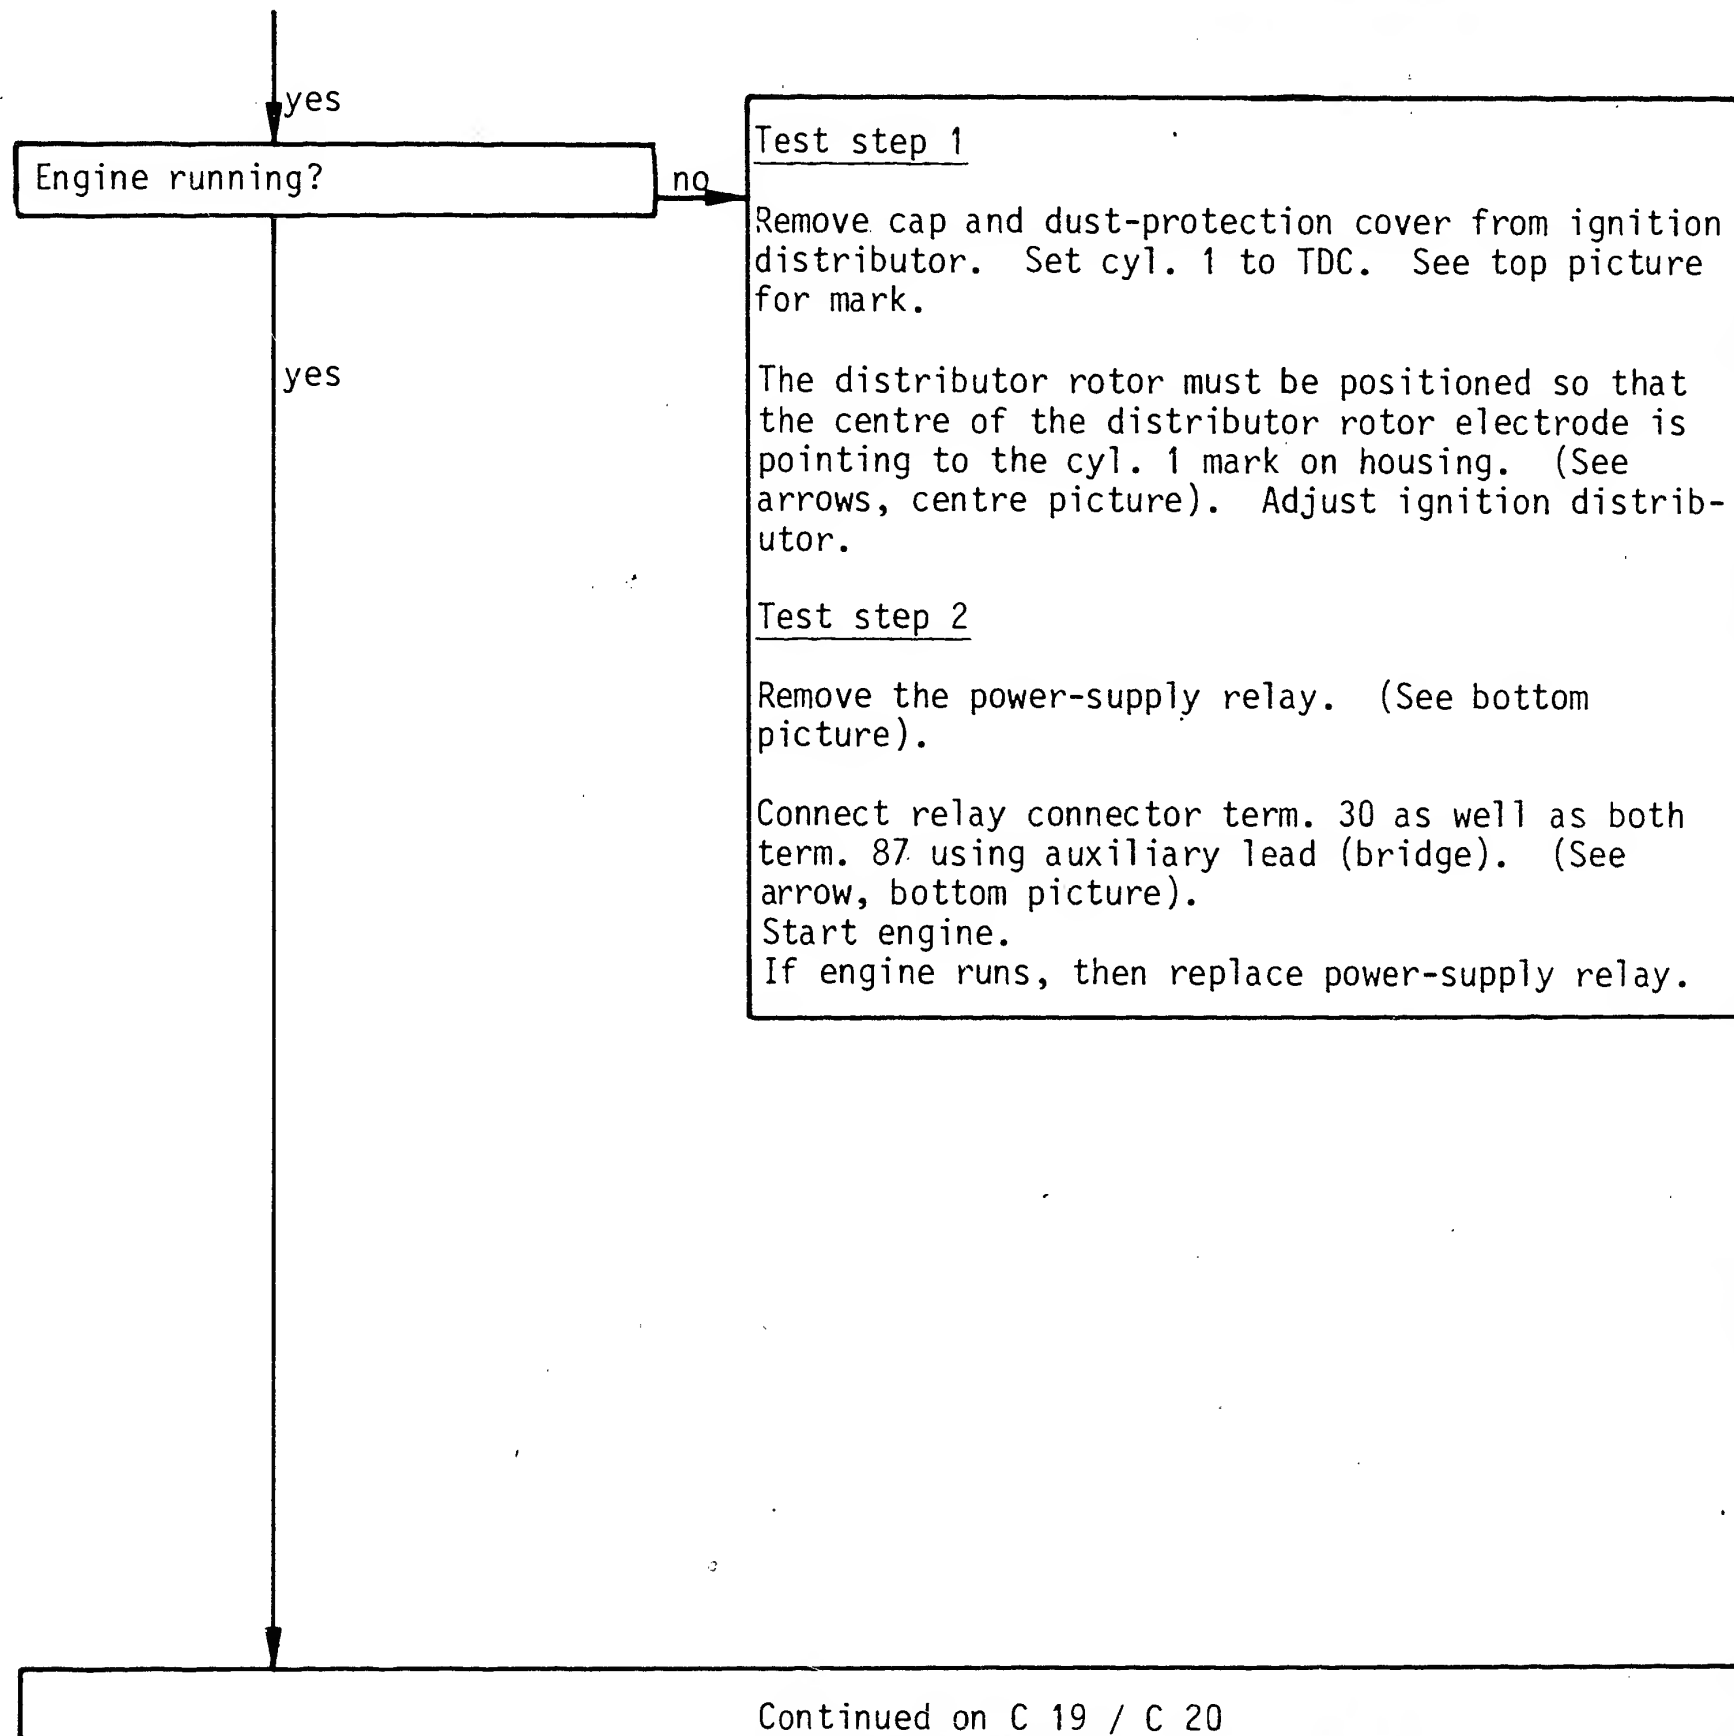 yes
Engine running?
no
yes
Test step 1
Remove cap and dust-protection cover from ignition
distributor. Set cyl. 1 to TDC. See top picture
for mark.
The distributor rotor must be positioned so that
the centre of the distributor rotor electrode is
pointing to the cyl. 1 mark on housing. (See
arrows, centre picture). Adjust ignition distrib-
utor.
Test step 2
Remove the power-supply relay. (See bottom
picture).
Connect relay connector term. 30 as well as both
term. 87 using auxiliary lead (bridge). (See
arrow, bottom picture).
Start engine.
If engine runs, then replace power-supply relay.
Continued on C 19 / C 20